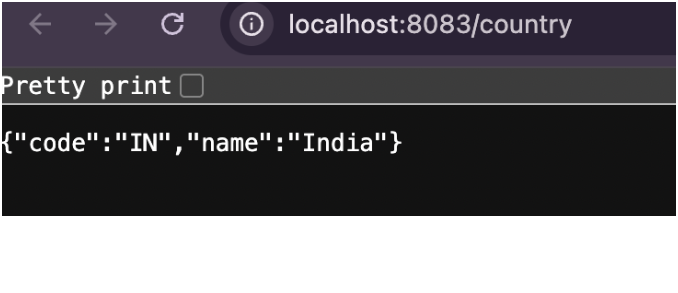 localhost:8083/country
Pretty print
{"code":"IN","name":"India"}